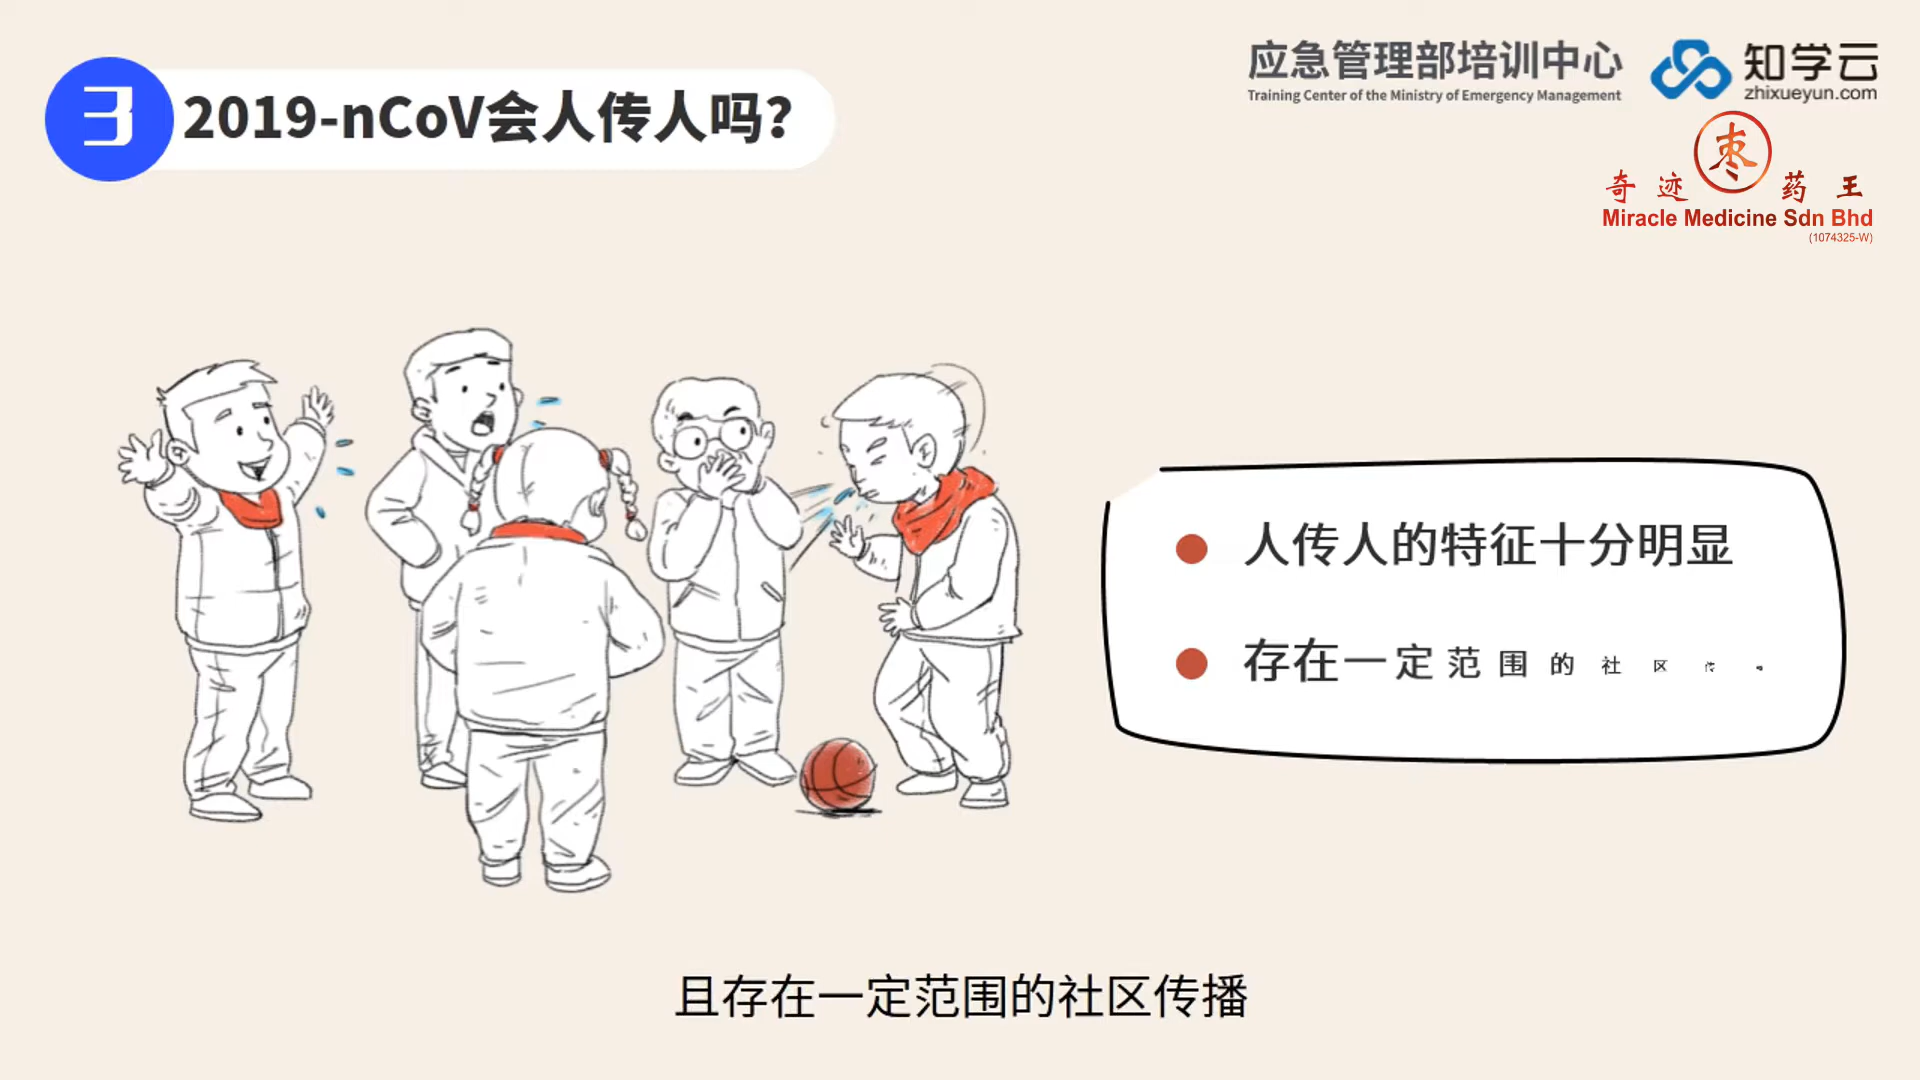 3
2019-nCoV会人传人吗?
应急管理部培训中心
Training Center of the Ministry of Emergency Management
知学云
zhixueyun.com
枣
奇迹 药王
Miracle Medicine Sdn Bhd
(1074325-W)
人传人的特征十分明显
存在一定范围的社区传
且存在一定范围的社区传播